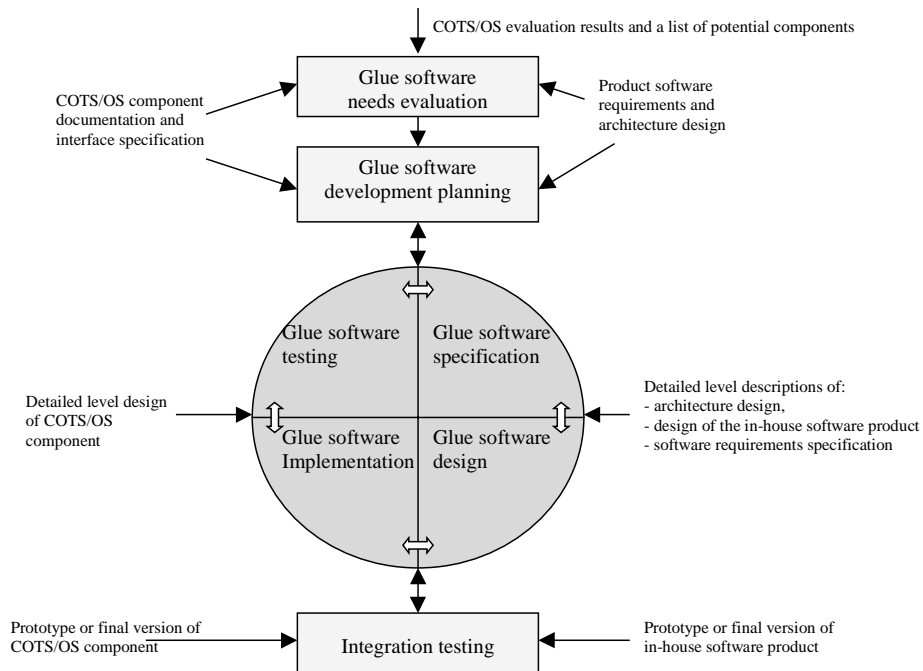 COTS/OS evaluation results and a list of potential components
Glue software
needs evaluation
COTS/OS component
documentation and
interface specification
Product software
requirements and
architecture design
Glue software
development planning
Glue software
testing
Glue software
specification
Detailed level design
of COTS/OS
component
Detailed level descriptions of:
- architecture design,
- design of the in-house software product
- software requirements specification
Glue software
Implementation
Glue software
design
Prototype or final version of
COTS/OS component
Integration testing
Prototype or final version of
in-house software product